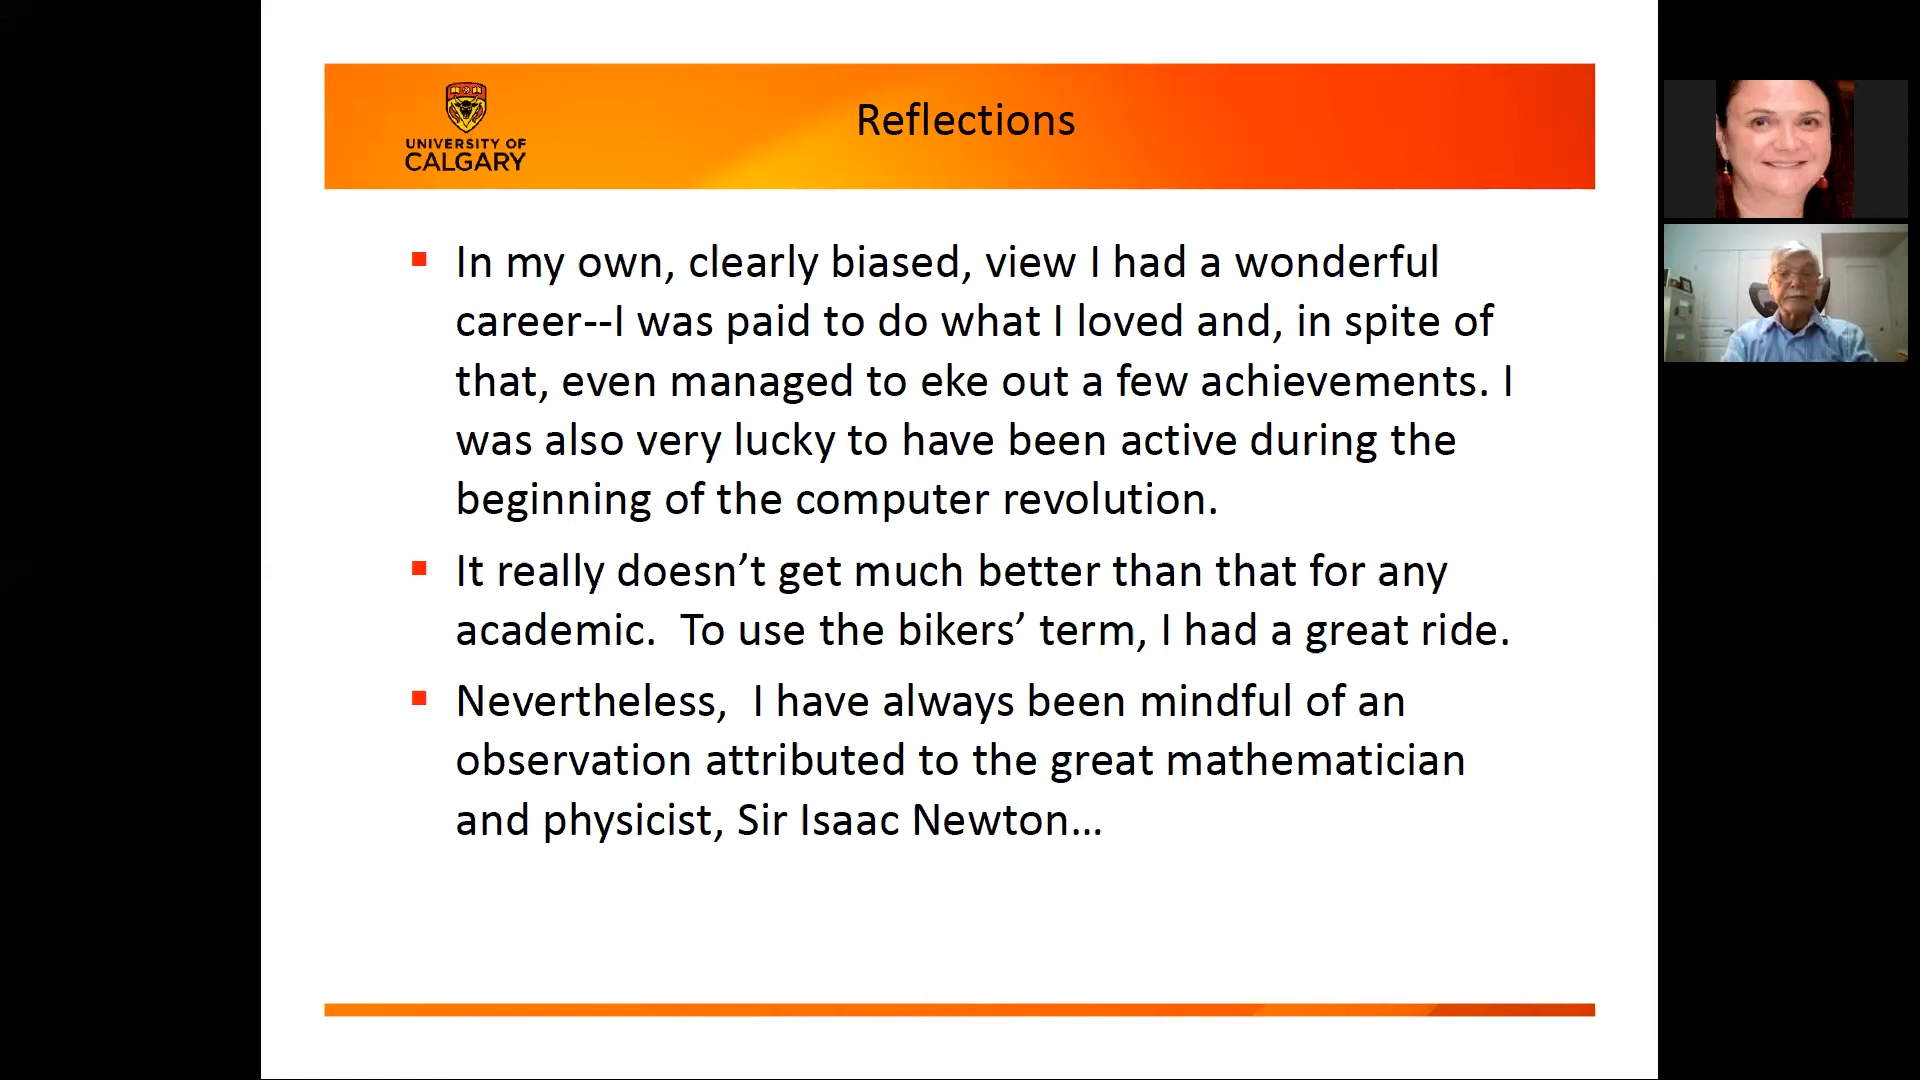 UNIVERSITY OF
CALGARY
Reflections
In my own, clearly biased, view I had a wonderful
career--I was paid to do what I loved and, in spite of
that, even managed to eke out a few achievements. I
was also very lucky to have been active during the
beginning of the computer revolution.
It really doesn’t get much better than that for any
academic.  To use the bikers’ term, I had a great ride.
Nevertheless,  I have always been mindful of an
observation attributed to the great mathematician
and physicist, Sir Isaac Newton…